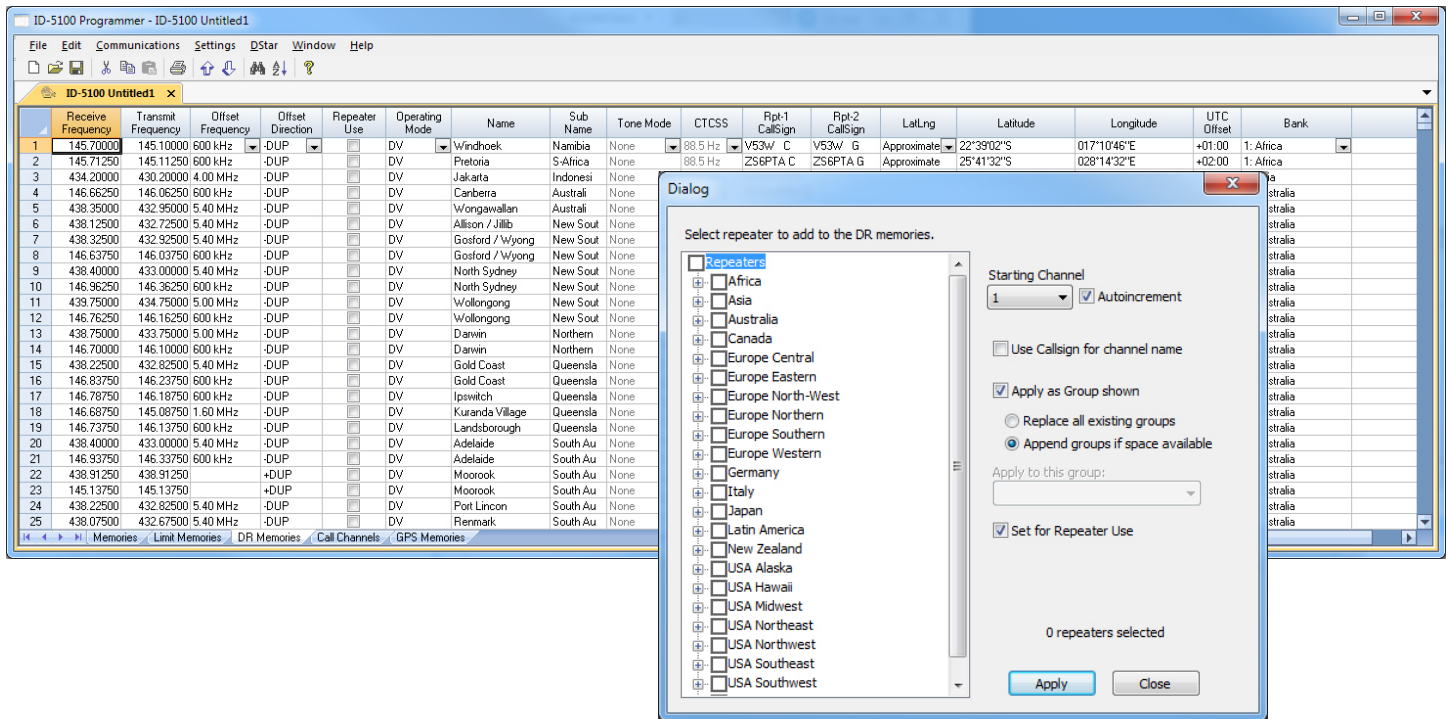 ID-5100 Programmer - ID-5100 Untitled1
File Edit Communications Settings DStar Window Help
ID-5100 Untitled1 X
Receive Frequency Transmit Frequency Offset Frequency Offset Direction Repeater Use Operating Mode Name Sub Name Tone Mode CTCSS Rpt-1 CallSign Rpt-2 CallSign LatLng Latitude Longitude UTC Offset Bank
1 145.70000 145.10000 600 kHz -DUP DV Windhoek Namibia None 88.5 Hz V53W C V53W G Approximate 22°39'02"S 017°10'46"E +01:00 1: Africa
2 145.71250 145.11250 600 kHz -DUP DV Pretoria S-Africa None 88.5 Hz ZS6PTA C ZS6PTA G Approximate 25°41'32"S 028°14'32"E +02:00 1: Africa
3 434.20000 430.20000 4.00 MHz -DUP DV Jakarta Indonesi None ia
4 146.66250 146.06250 600 kHz -DUP DV Canberra Australi None stralia
5 438.35000 432.95000 5.40 MHz -DUP DV Wongawallan Australi None stralia
6 438.12500 432.72500 5.40 MHz -DUP DV Allison / Jillib New Sout None stralia
7 438.32500 432.92500 5.40 MHz -DUP DV Gosford / Wyong New Sout None stralia
8 146.63750 146.03750 600 kHz -DUP DV Gosford / Wyong New Sout None stralia
9 438.40000 433.00000 5.40 MHz -DUP DV North Sydney New Sout None stralia
10 146.96250 146.36250 600 kHz -DUP DV North Sydney New Sout None stralia
11 439.75000 434.75000 5.00 MHz -DUP DV Wollongong New Sout None stralia
12 146.76250 146.16250 600 kHz -DUP DV Wollongong New Sout None stralia
13 438.75000 433.75000 5.00 MHz -DUP DV Darwin Northern None stralia
14 146.70000 146.10000 600 kHz -DUP DV Darwin Northern None stralia
15 438.22500 432.82500 5.40 MHz -DUP DV Gold Coast Queensla None stralia
16 146.83750 146.23750 600 kHz -DUP DV Gold Coast Queensla None stralia
17 146.78750 146.18750 600 kHz -DUP DV Ipswitch Queensla None stralia
18 146.68750 145.08750 1.60 MHz -DUP DV Kuranda Village Queensla None stralia
19 146.73750 146.13750 600 kHz -DUP DV Landsborough Queensla None stralia
20 438.40000 433.00000 5.40 MHz -DUP DV Adelaide South Au None stralia
21 146.93750 146.33750 600 kHz -DUP DV Adelaide South Au None stralia
22 438.91250 438.91250 +DUP DV Moorook South Au None stralia
23 145.13750 145.13750 +DUP DV Moorook South Au None stralia
24 438.22500 432.82500 5.40 MHz -DUP DV Port Lincon South Au None stralia
25 438.07500 432.67500 5.40 MHz -DUP DV Renmark South Au None stralia
Memories Limit Memories DR Memories Call Channels GPS Memories
Dialog
Select repeater to add to the DR memories.
Repeaters
Africa
Asia
Australia
Canada
Europe Central
Europe Eastern
Europe North-West
Europe Northern
Europe Southern
Europe Western
Germany
Italy
Japan
Latin America
New Zealand
USA Alaska
USA Hawaii
USA Midwest
USA Northeast
USA Northwest
USA Southeast
USA Southwest
Starting Channel
1 Autoincrement
Use Callsign for channel name
Apply as Group shown
Replace all existing groups
Append groups if space available
Apply to this group:
Set for Repeater Use
0 repeaters selected
Apply Close